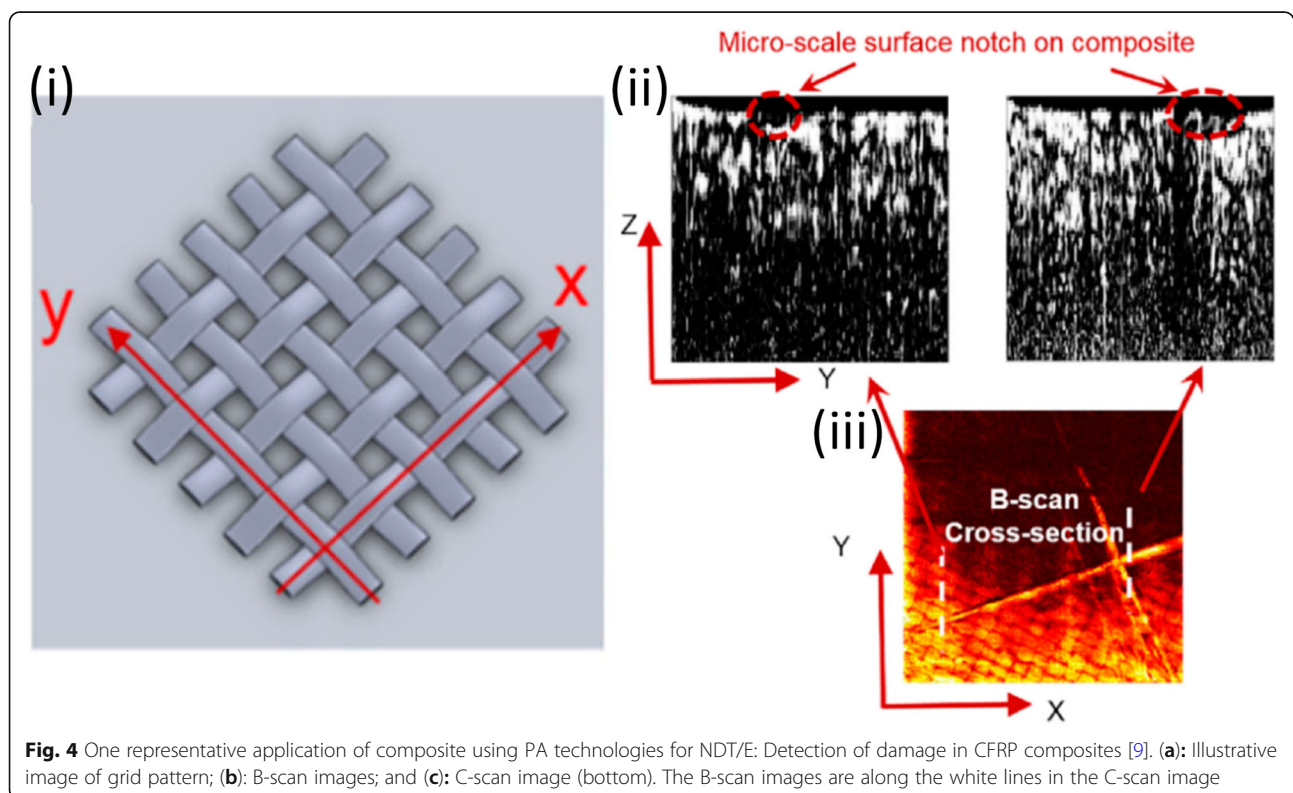 Micro-scale surface notch on composite
(i)
(ii)
y
x
Z
Y
(iii)
B-scan
Cross-section
Y
X
Fig. 4 One representative application of composite using PA technologies for NDT/E: Detection of damage in CFRP composites [9]. (a): Illustrative
image of grid pattern; (b): B-scan images; and (c): C-scan image (bottom). The B-scan images are along the white lines in the C-scan image